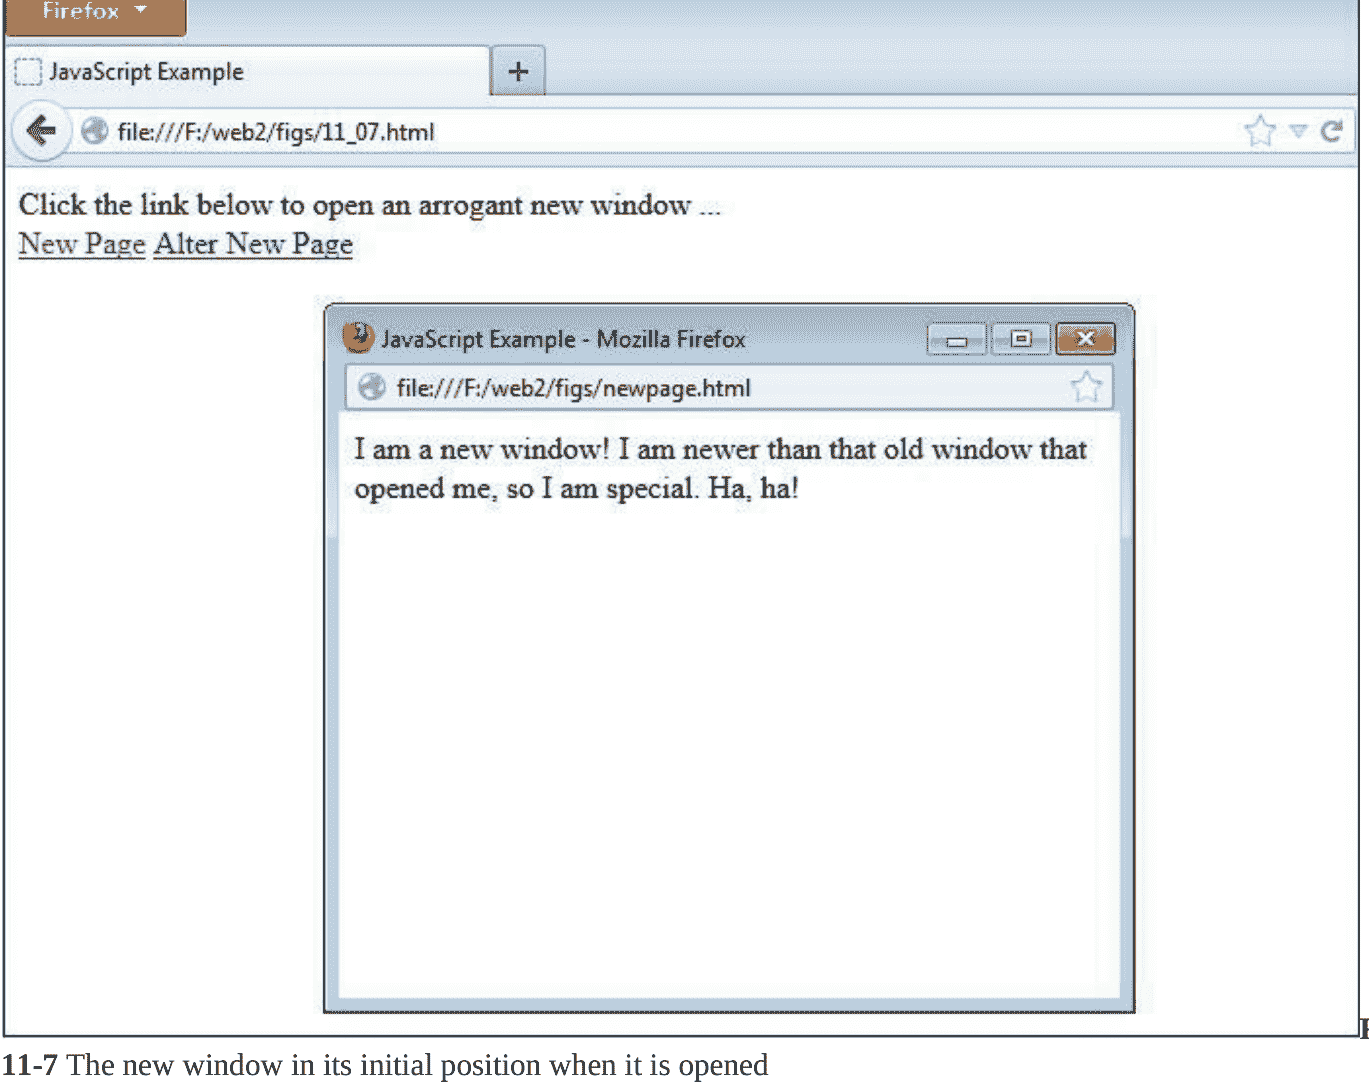 Firefox
JavaScript Example
file:///F:/web2/figs/11_07.html
Click the link below to open an arrogant new window ...
New Page Alter New Page
JavaScript Example - Mozilla Firefox
file:///F:/web2/figs/newpage.html
I am a new window! I am newer than that old window that
opened me, so I am special. Ha, ha!
11-7 The new window in its initial position when it is opened